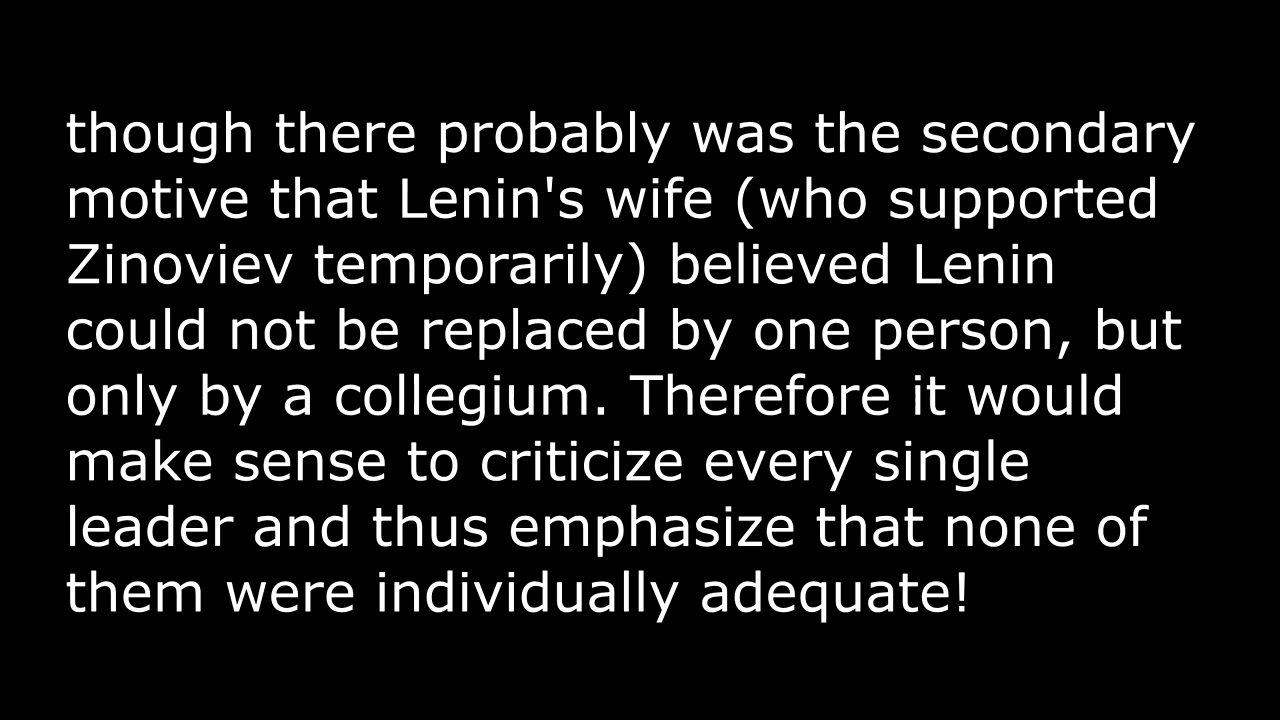 though there probably was the secondary
motive that Lenin's wife (who supported
Zinoviev temporarily) believed Lenin
could not be replaced by one person, but
only by a collegium. Therefore it would
make sense to criticize every single
leader and thus emphasize that none of
them were individually adequate!